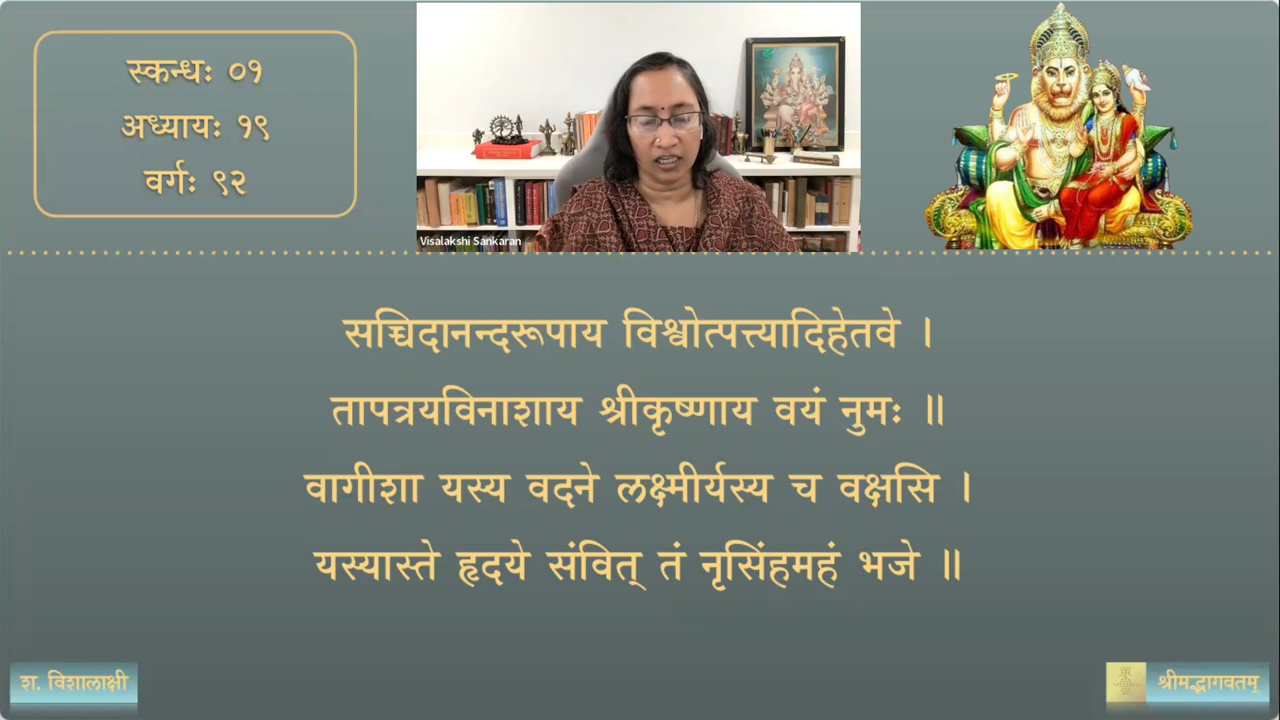 स्कन्धः ०१
अध्यायः १९
वर्गः ९२
Visalakshi Sankaran
सच्चिदानन्दरूपाय विश्वोत्पत्त्यादिहेतवे ।
तापत्रयविनाशाय श्रीकृष्णाय वयं नुमः ॥
वागीशा यस्य वदने लक्ष्मीर्यस्य च वक्षसि ।
यस्यास्ते हृदये संवित् तं नृसिंहमहं भजे ॥
श. विशालाक्षी
श्रीमद्भागवतम्